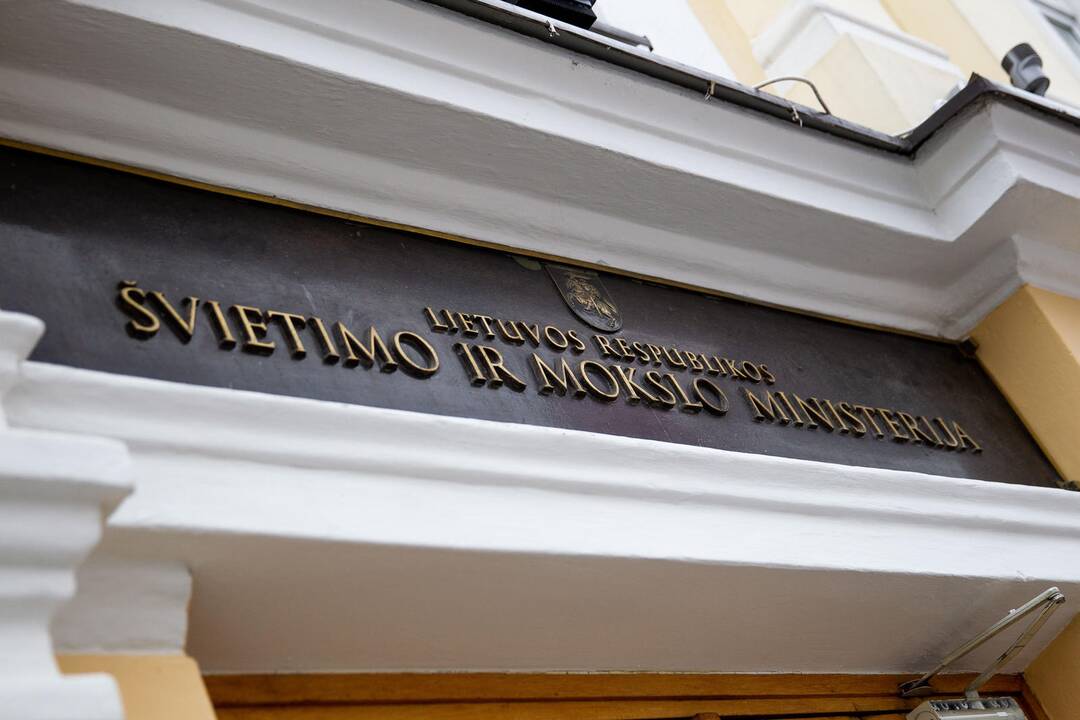 LIETUVOS RESPUBLIKOS
ŠVIETIMO IR MOKSLO MINISTERIJA